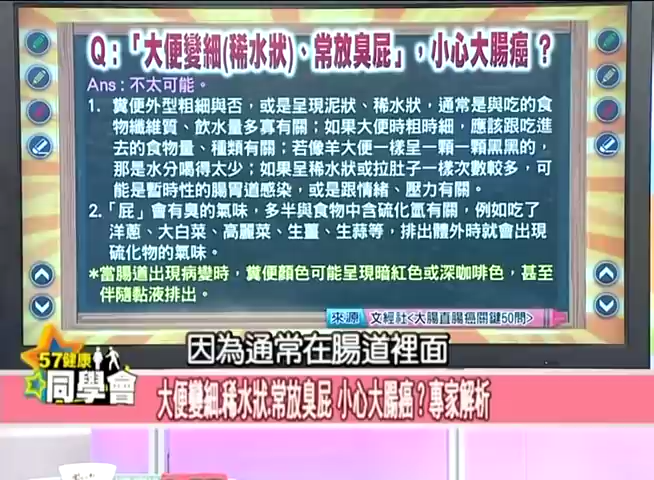 Q:「大便變細(稀水狀)、常放臭屁」,小心大腸癌?
Ans:不太可能。
1. 糞便外型粗細與否,或是呈現泥狀、稀水狀,通常是與吃的食
物纖維質、飲水量多寡有關;如果大便時粗時細,應該跟吃進
去的食物量、種類有關;若像羊大便一樣呈一顆一顆黑黑的,
那是水分喝得太少;如果呈稀水狀或拉肚子一樣次數較多,可
能是暫時性的腸胃道感染,或是跟情緒、壓力有關。
2.「屁」會有臭的氣味,多半與食物中含硫化氫有關,例如吃了
洋蔥、大白菜、高麗菜、生薑、生蒜等,排出體外時就會出現
硫化物的氣味。
*當腸道出現病變時,糞便顏色可能呈現暗紅色或深咖啡色,甚至
伴隨黏液排出。
來源 文經社<大腸直腸癌關鍵50問>
因為通常在腸道裡面
57健康
同學會
大便變細.稀水狀.常放臭屁 小心大腸癌?專家解析